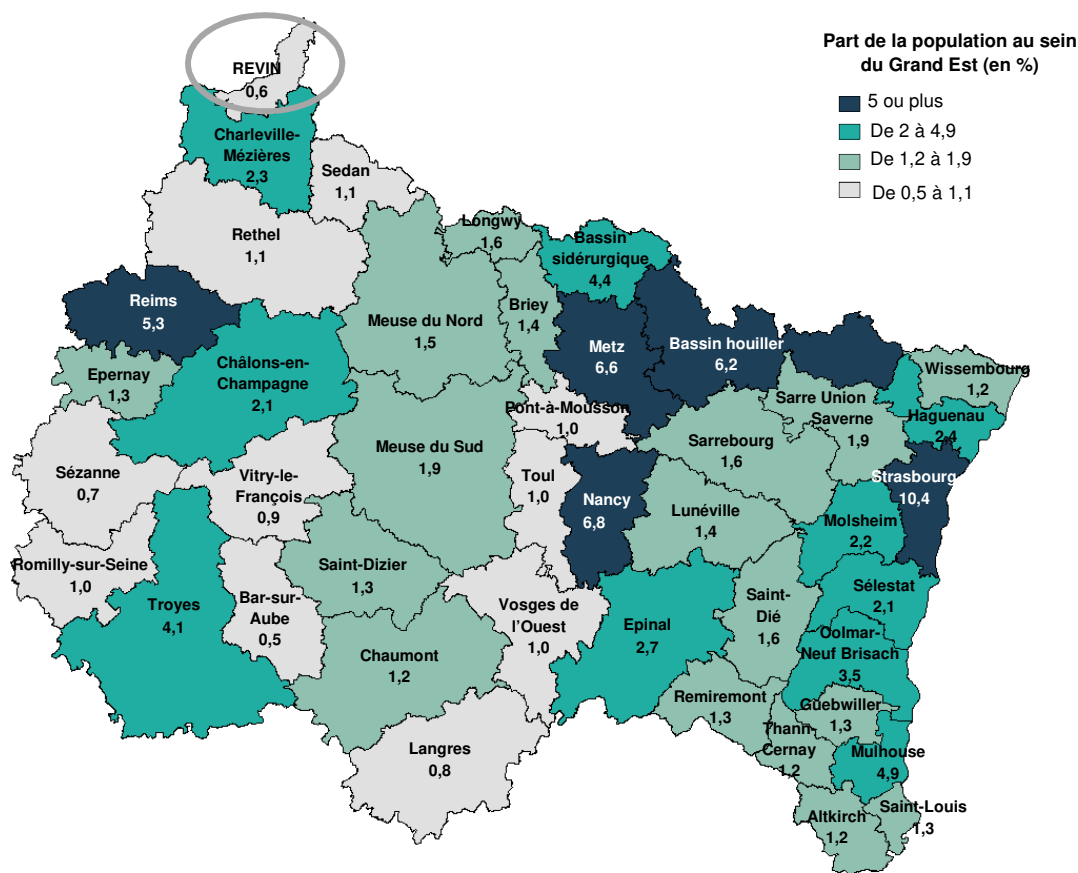 Part de la population au sein
du Grand Est (en %)
5 ou plus
De 2 à 4,9
De 1,2 à 1,9
De 0,5 à 1,1
REVIN
0,6
Charleville-
Mézières
2,3
Sedan
1,1
Rethel
1,1
Longwy
1,6
Bassin
sidérurgique
4,4
Reims
5,3
Meuse du Nord
1,5
Briey
1,4
Metz
6,6
Bassin houiller
6,2
Epernay
1,3
Châlons-en-
Champagne
2,1
Wissembourg
1,2
Sarre Union
Saverne
1,9
Haguenau
2,4
Pont-à-Mousson
1,0
Meuse du Sud
1,9
Sarrebourg
1,6
Sézanne
0,7
Vitry-le-
François
0,9
Toul
1,0
Nancy
6,8
Lunéville
1,4
Strasbourg
10,4
Molsheim
2,2
Romilly-sur-Seine
1,0
Troyes
4,1
Bar-sur-
Aube
0,5
Saint-Dizier
1,3
Vosges de
l'Ouest
1,0
Epinal
2,7
Saint-
Dié
1,6
Sélestat
2,1
Colmar-
Neuf Brisach
3,5
Chaumont
1,2
Remiremont
1,3
Guebwiller
1,3
Thann-
Cernay
1,2
Mulhouse
4,9
Langres
0,8
Altkirch
1,2
Saint-Louis
1,3